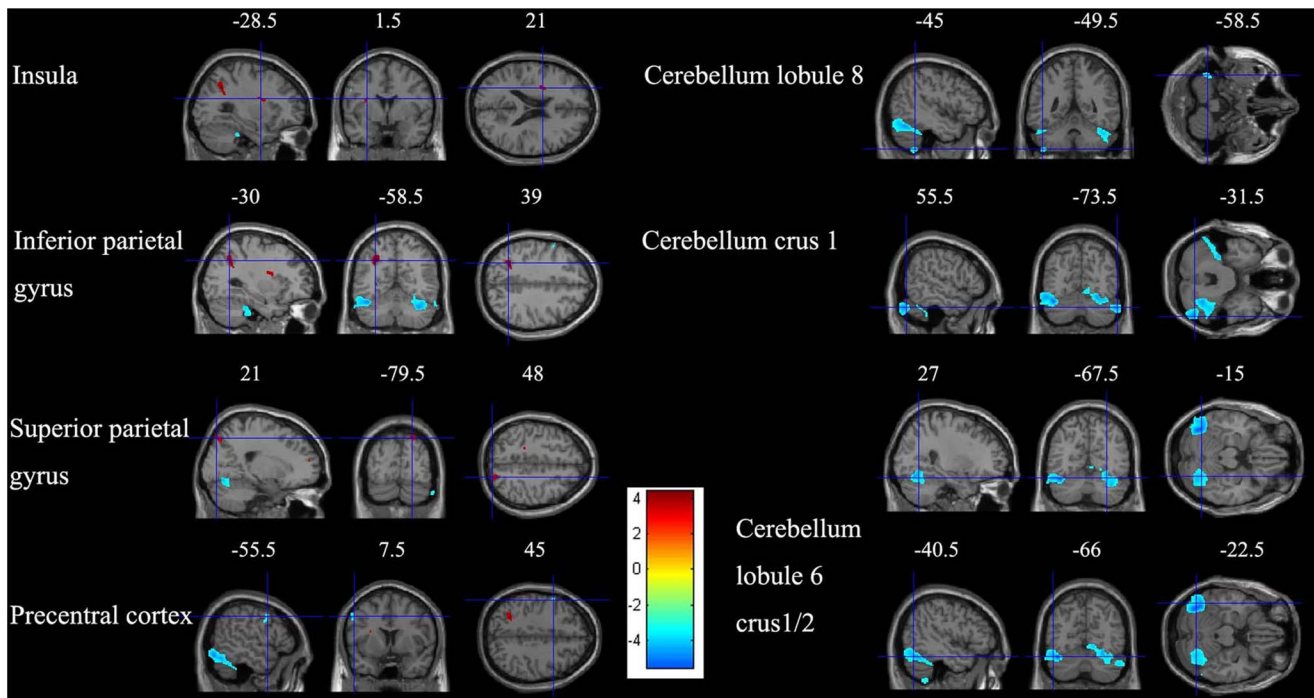 -28.5 1.5 21
Insula
-30 -58.5 39
Inferior parietal
gyrus
21 -79.5 48
Superior parietal
gyrus
-55.5 7.5 45
Precentral cortex
4
2
0
-2
-4
-45 -49.5 -58.5
Cerebellum lobule 8
55.5 -73.5 -31.5
Cerebellum crus 1
27 -67.5 -15
Cerebellum
lobule 6
crus1/2
-40.5 -66 -22.5